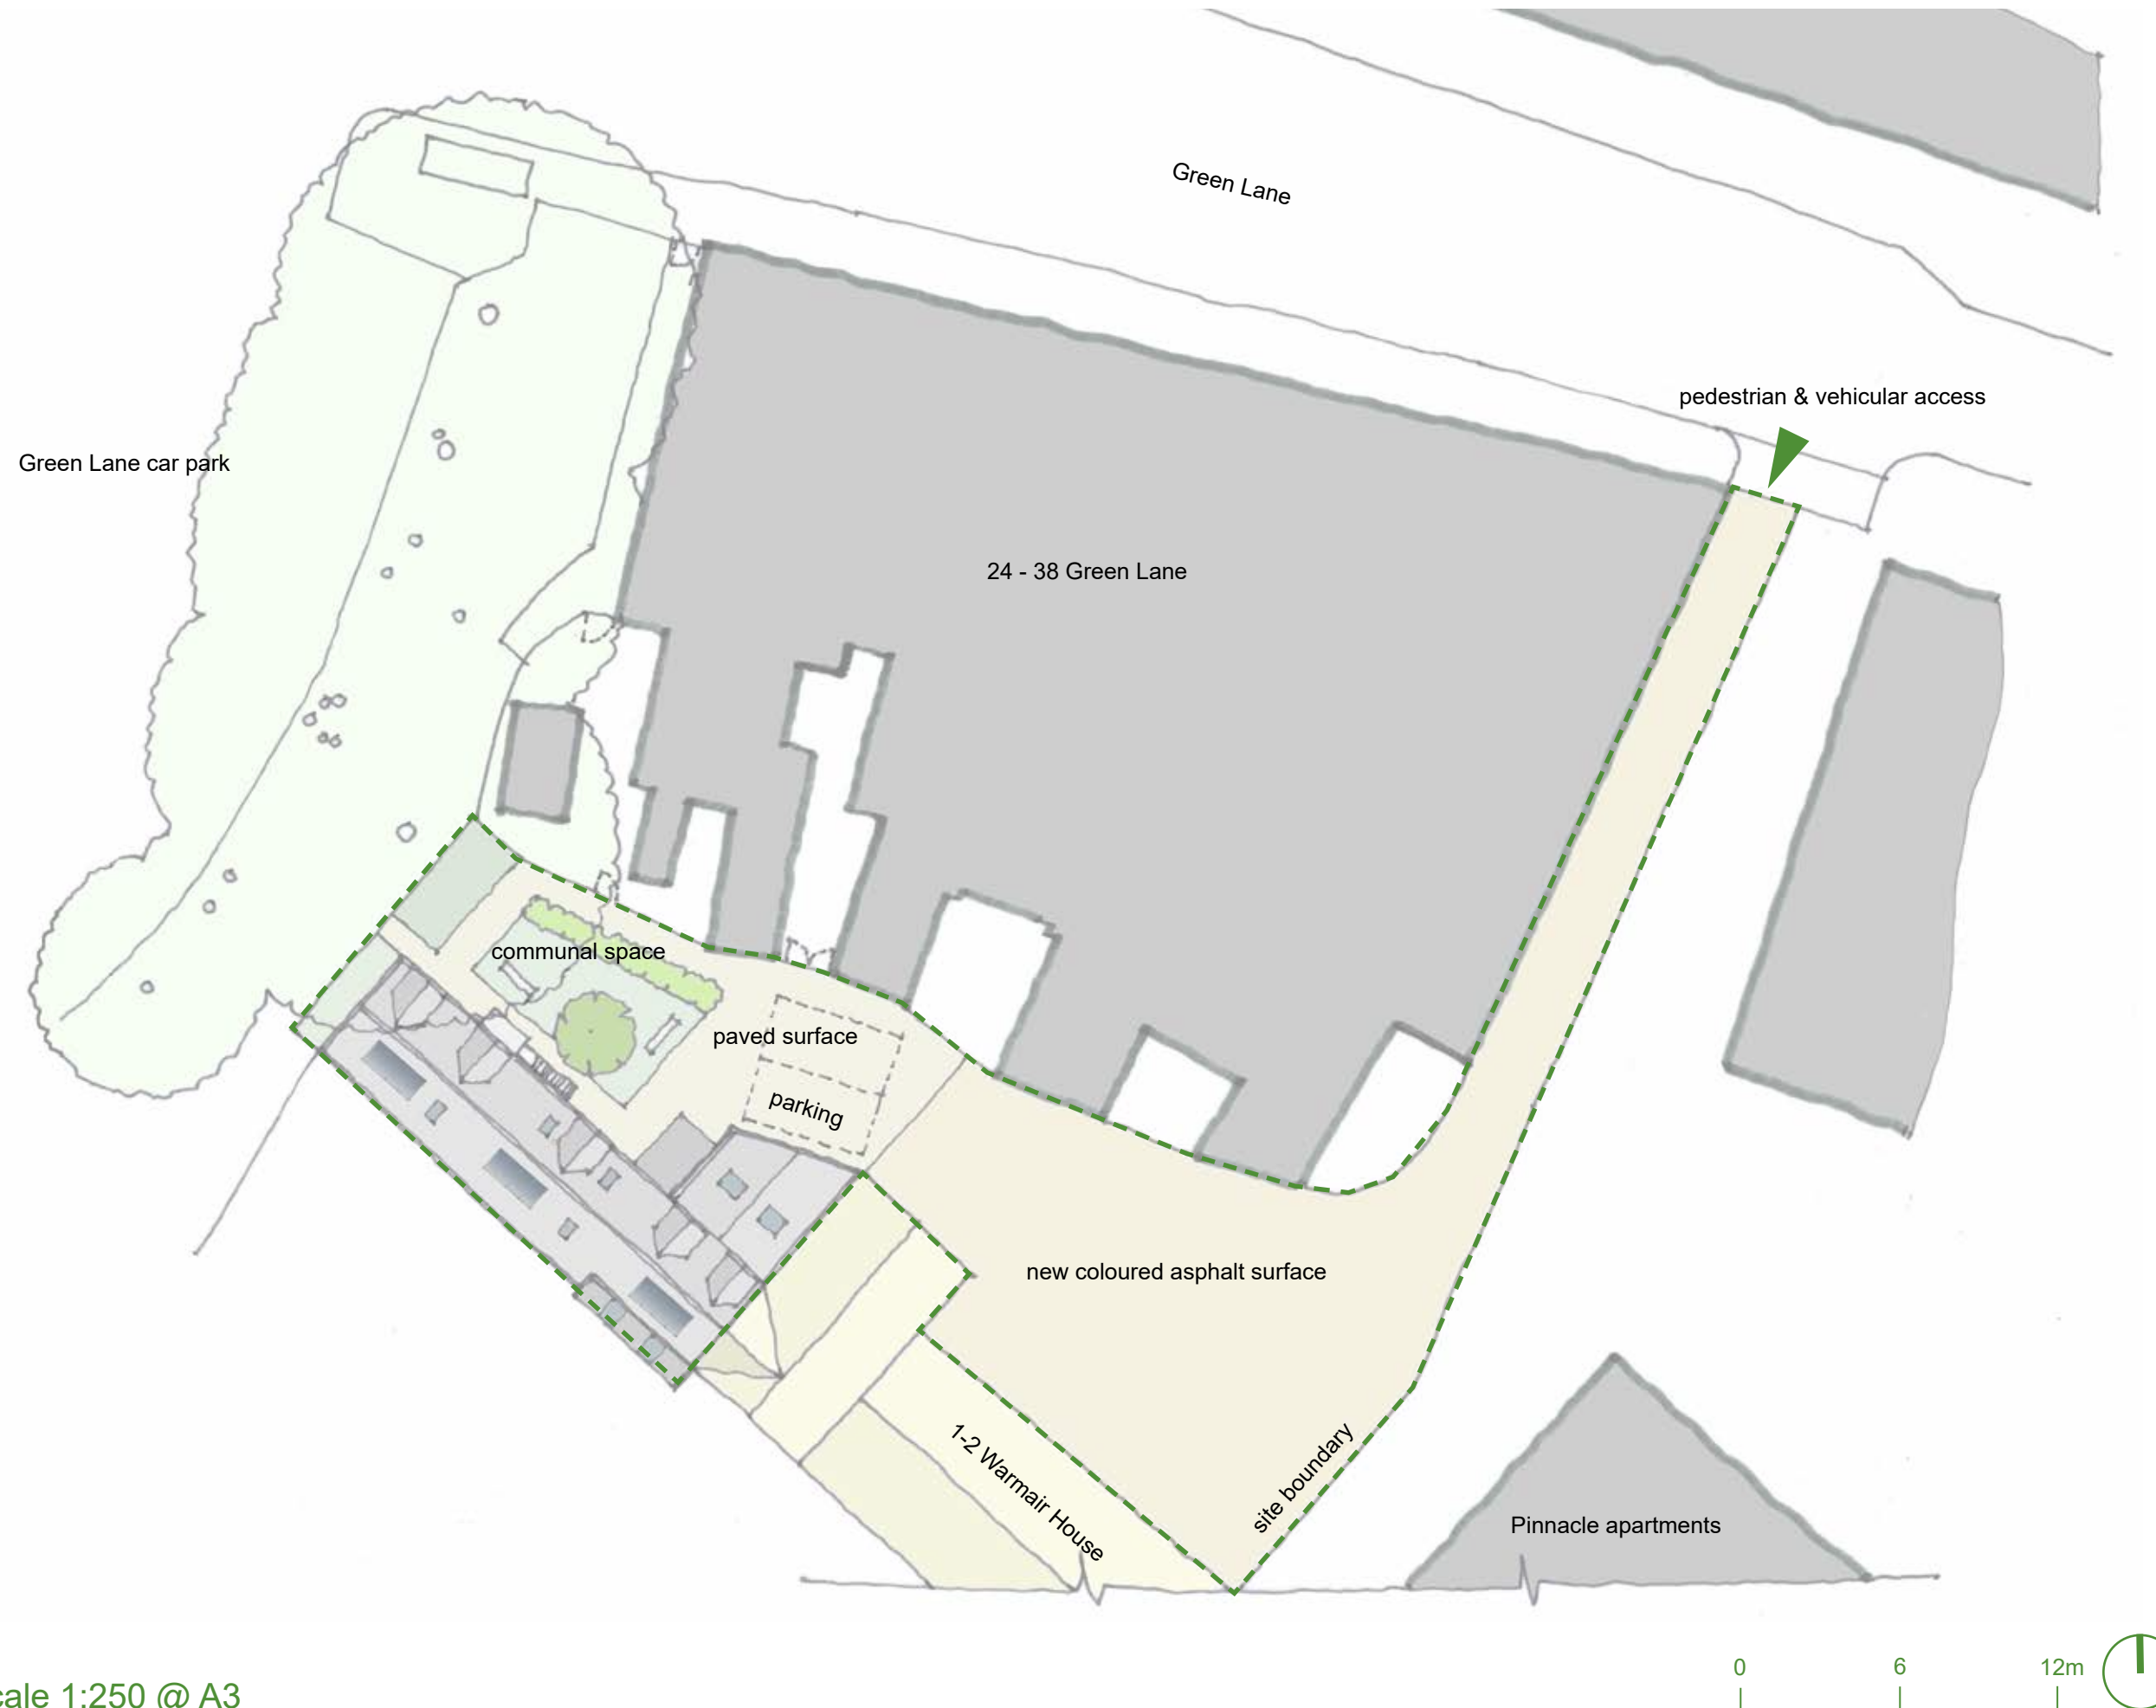 Green Lane
pedestrian & vehicular access
Green Lane car park
24 - 38 Green Lane
communal space
paved surface
parking
new coloured asphalt surface
1-2 Warmair House
site boundary
Pinnacle apartments
0 6 12m
cale 1:250 @ A3